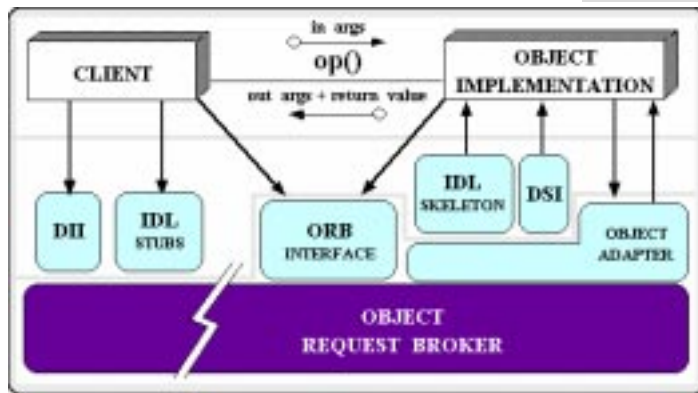 in args
CLIENT
op()
OBJECT
IMPLEMENTATION
out args + return value
DII
IDL
STUBS
ORB
INTERFACE
IDL
SKELETON
DSI
OBJECT
ADAPTER
OBJECT
REQUEST BROKER